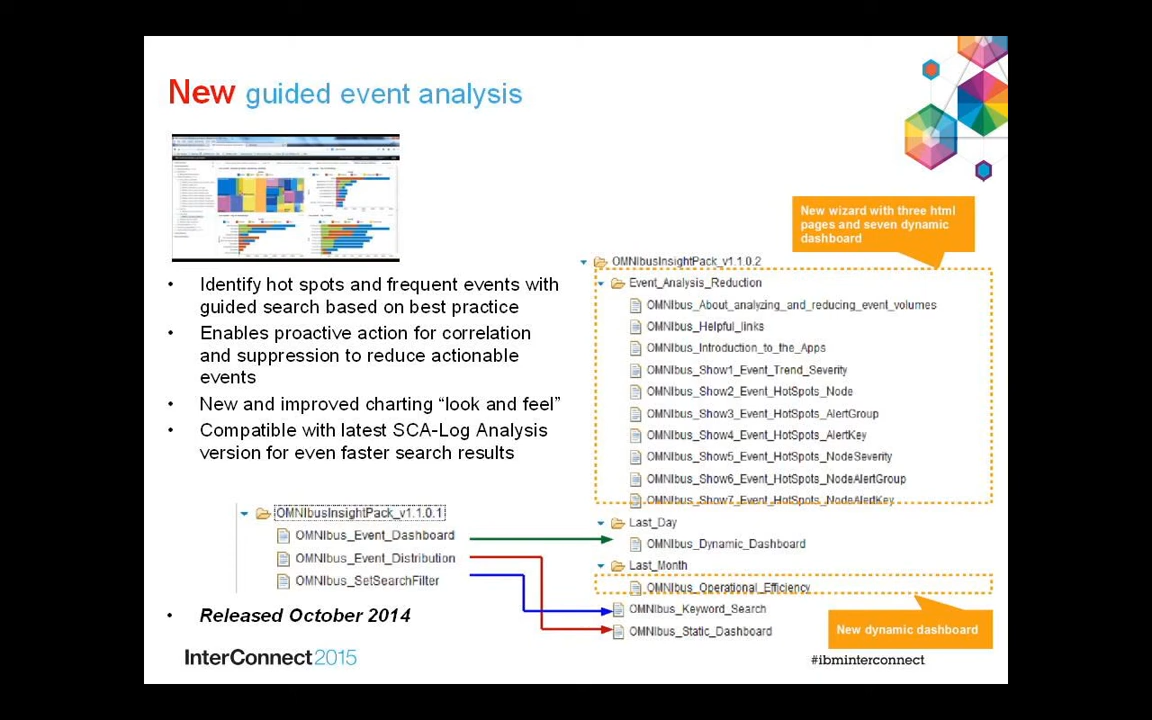 New guided event analysis
New wizard with three html
pages and seven dynamic
dashboard
• Identify hot spots and frequent events with
guided search based on best practice
• Enables proactive action for correlation
and suppression to reduce actionable
events
• New and improved charting “look and feel”
• Compatible with latest SCA-Log Analysis
version for even faster search results
OMNIbusInsightPack_v1.1.0.2
Event_Analysis_Reduction
OMNIbus_About_analyzing_and_reducing_event_volumes
OMNIbus_Helpful_links
OMNIbus_Introduction_to_the_Apps
OMNIbus_Show1_Event_Trend_Severity
OMNIbus_Show2_Event_HotSpots_Node
OMNIbus_Show3_Event_HotSpots_AlertGroup
OMNIbus_Show4_Event_HotSpots_AlertKey
OMNIbus_Show5_Event_HotSpots_NodeSeverity
OMNIbus_Show6_Event_HotSpots_NodeAlertGroup
OMNIbus_Show7_Event_HotSpots_NodeAlertKey
Last_Day
OMNIbus_Dynamic_Dashboard
Last_Month
OMNIbus_Operational_Efficiency
OMNIbus_Keyword_Search
OMNIbus_Static_Dashboard
OMNIbusInsightPack_v1.1.0.1
OMNIbus_Event_Dashboard
OMNIbus_Event_Distribution
OMNIbus_SetSearchFilter
• Released October 2014
New dynamic dashboard
InterConnect2015
#ibminterconnect